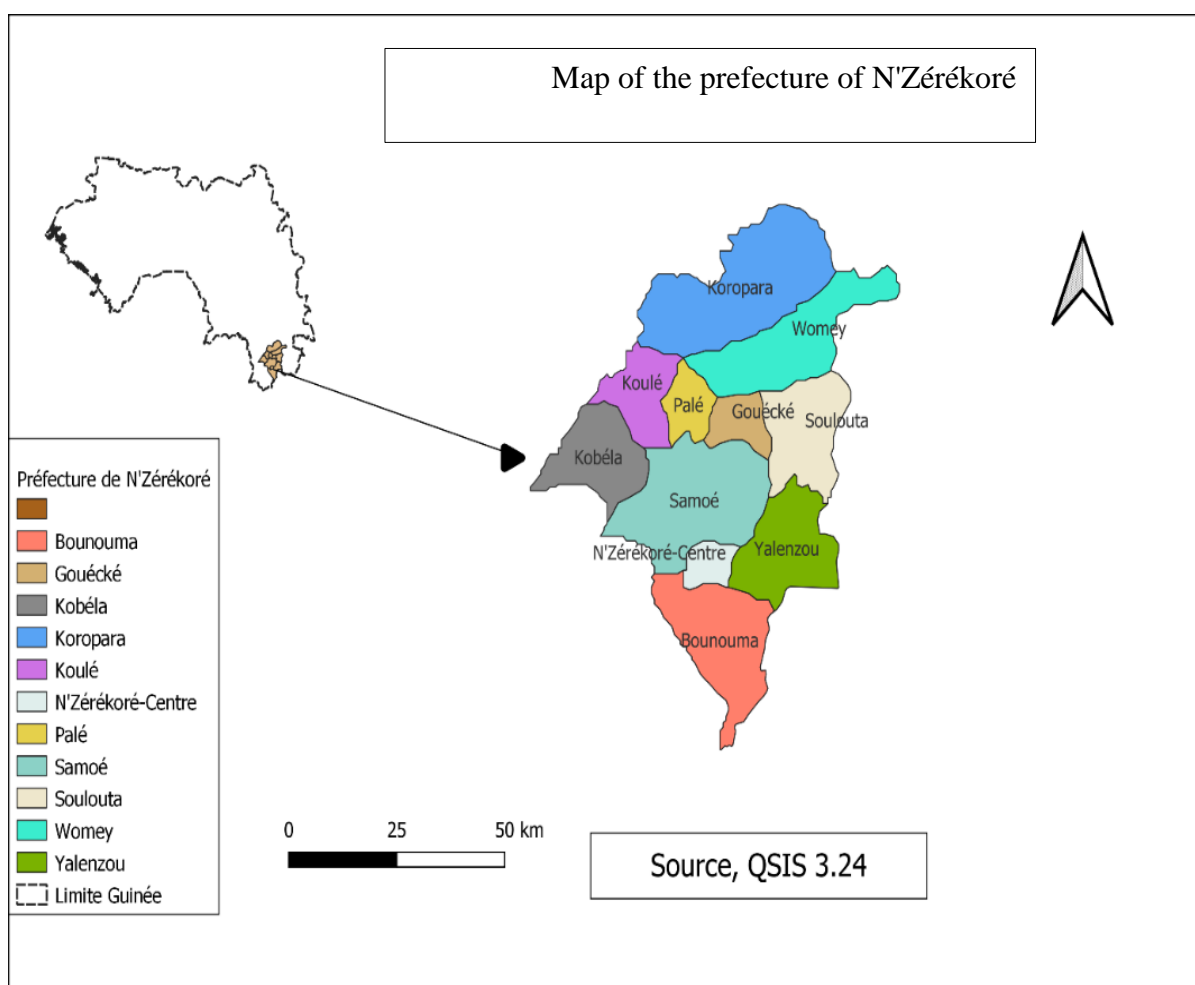 Map of the prefecture of N'Zérékoré
Koropara
Womey
Koulé
Palé
Gouécké
Soulouta
Kobéla
Samoé
N'Zérékoré-Centre
Yalenzou
Bounouma
Préfecture de N'Zérékoré
Bounouma
Gouécké
Kobéla
Koropara
Koulé
N'Zérékoré-Centre
Palé
Samoé
Soulouta
Womey
Yalenzou
Limite Guinée
0 25 50 km
Source, QSIS 3.24